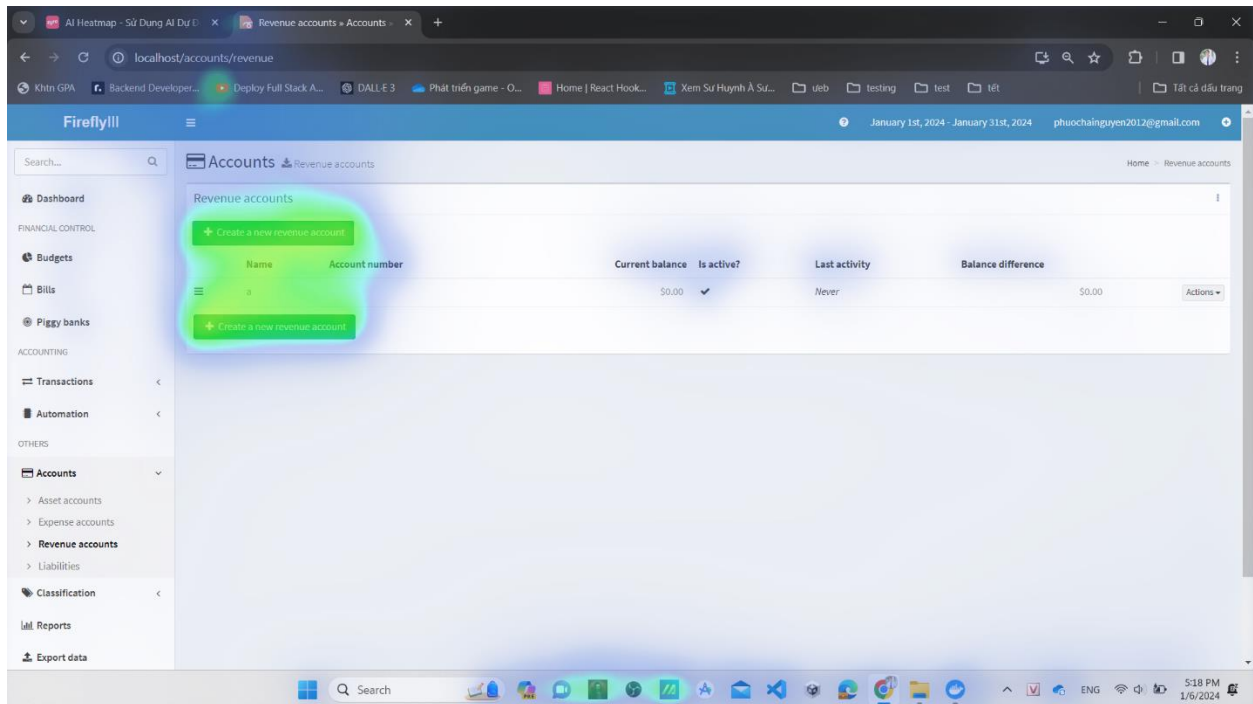 AI Heatmap - Sử Dụng AI Dự Đ
Revenue accounts » Accounts »
localhost/accounts/revenue
Khtn GPA
Backend Developer...
Deploy Full Stack A...
DALL·E 3
Phát triển game - O...
Home | React Hook...
Xem Sư Huynh À Sư...
ueb
testing
test
tết
Tất cả dấu trang
FireflyIII
January 1st, 2024 - January 31st, 2024
phuochainguyen2012@gmail.com
Search...
Accounts Revenue accounts
Home > Revenue accounts
Dashboard
Revenue accounts
FINANCIAL CONTROL
+ Create a new revenue account
Budgets
Name Account number Current balance Is active? Last activity Balance difference
Bills
a $0.00 Never $0.00 Actions
Piggy banks
+ Create a new revenue account
ACCOUNTING
Transactions
Automation
OTHERS
Accounts
> Asset accounts
> Expense accounts
> Revenue accounts
> Liabilities
Classification
Reports
Export data
Search
ENG
5:18 PM
1/6/2024